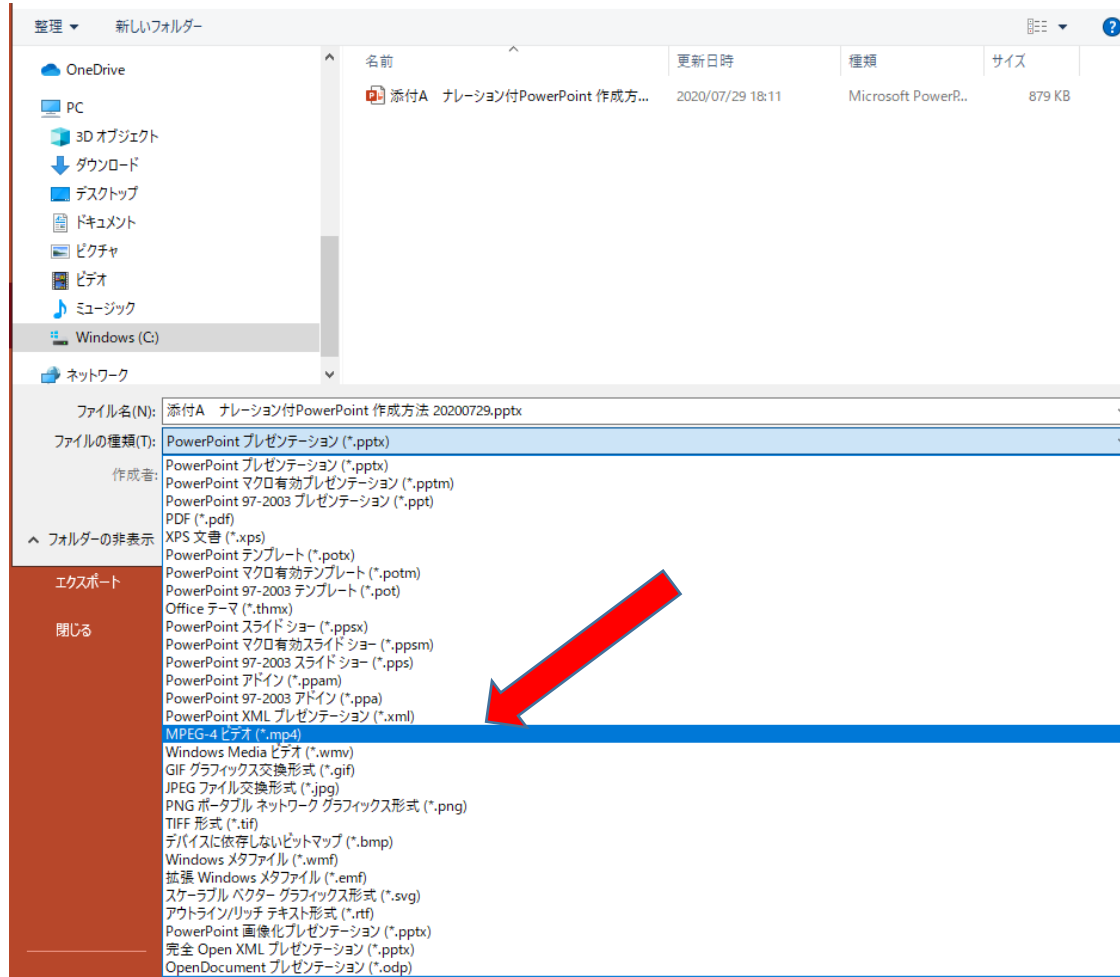 整理 新しいフォルダー
OneDrive
PC
3D オブジェクト
ダウンロード
デスクトップ
ドキュメント
ピクチャ
ビデオ
ミュージック
Windows (C:)
ネットワーク
名前 更新日時 種類 サイズ
添付A　ナレーション付PowerPoint 作成方... 2020/07/29 18:11 Microsoft PowerP... 879 KB
ファイル名(N): 添付A　ナレーション付PowerPoint 作成方法 20200729.pptx
ファイルの種類(T): PowerPoint プレゼンテーション (*.pptx)
作成者:
PowerPoint プレゼンテーション (*.pptx)
PowerPoint マクロ有効プレゼンテーション (*.pptm)
PowerPoint 97-2003 プレゼンテーション (*.ppt)
PDF (*.pdf)
フォルダーの非表示 XPS 文書 (*.xps)
PowerPoint テンプレート (*.potx)
PowerPoint マクロ有効テンプレート (*.potm)
エクスポート
PowerPoint 97-2003 テンプレート (*.pot)
Office テーマ (*.thmx)
閉じる
PowerPoint スライド ショー (*.ppsx)
PowerPoint マクロ有効スライド ショー (*.ppsm)
PowerPoint 97-2003 スライド ショー (*.pps)
PowerPoint アドイン (*.ppam)
PowerPoint 97-2003 アドイン (*.ppa)
PowerPoint XML プレゼンテーション (*.xml)
MPEG-4 ビデオ (*.mp4)
Windows Media ビデオ (*.wmv)
GIF グラフィックス交換形式 (*.gif)
JPEG ファイル交換形式 (*.jpg)
PNG ポータブル ネットワーク グラフィックス形式 (*.png)
TIFF 形式 (*.tif)
デバイスに依存しないビットマップ (*.bmp)
Windows メタファイル (*.wmf)
拡張 Windows メタファイル (*.emf)
スケーラブル ベクター グラフィックス形式 (*.svg)
アウトライン/リッチ テキスト形式 (*.rtf)
PowerPoint 画像化プレゼンテーション (*.pptx)
完全 Open XML プレゼンテーション (*.pptx)
OpenDocument プレゼンテーション (*.odp)